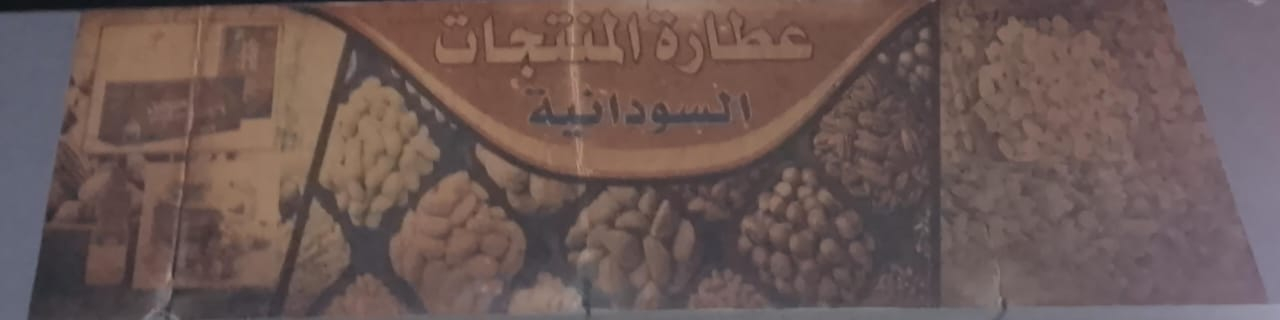 عطارة المنتجات
السودانية